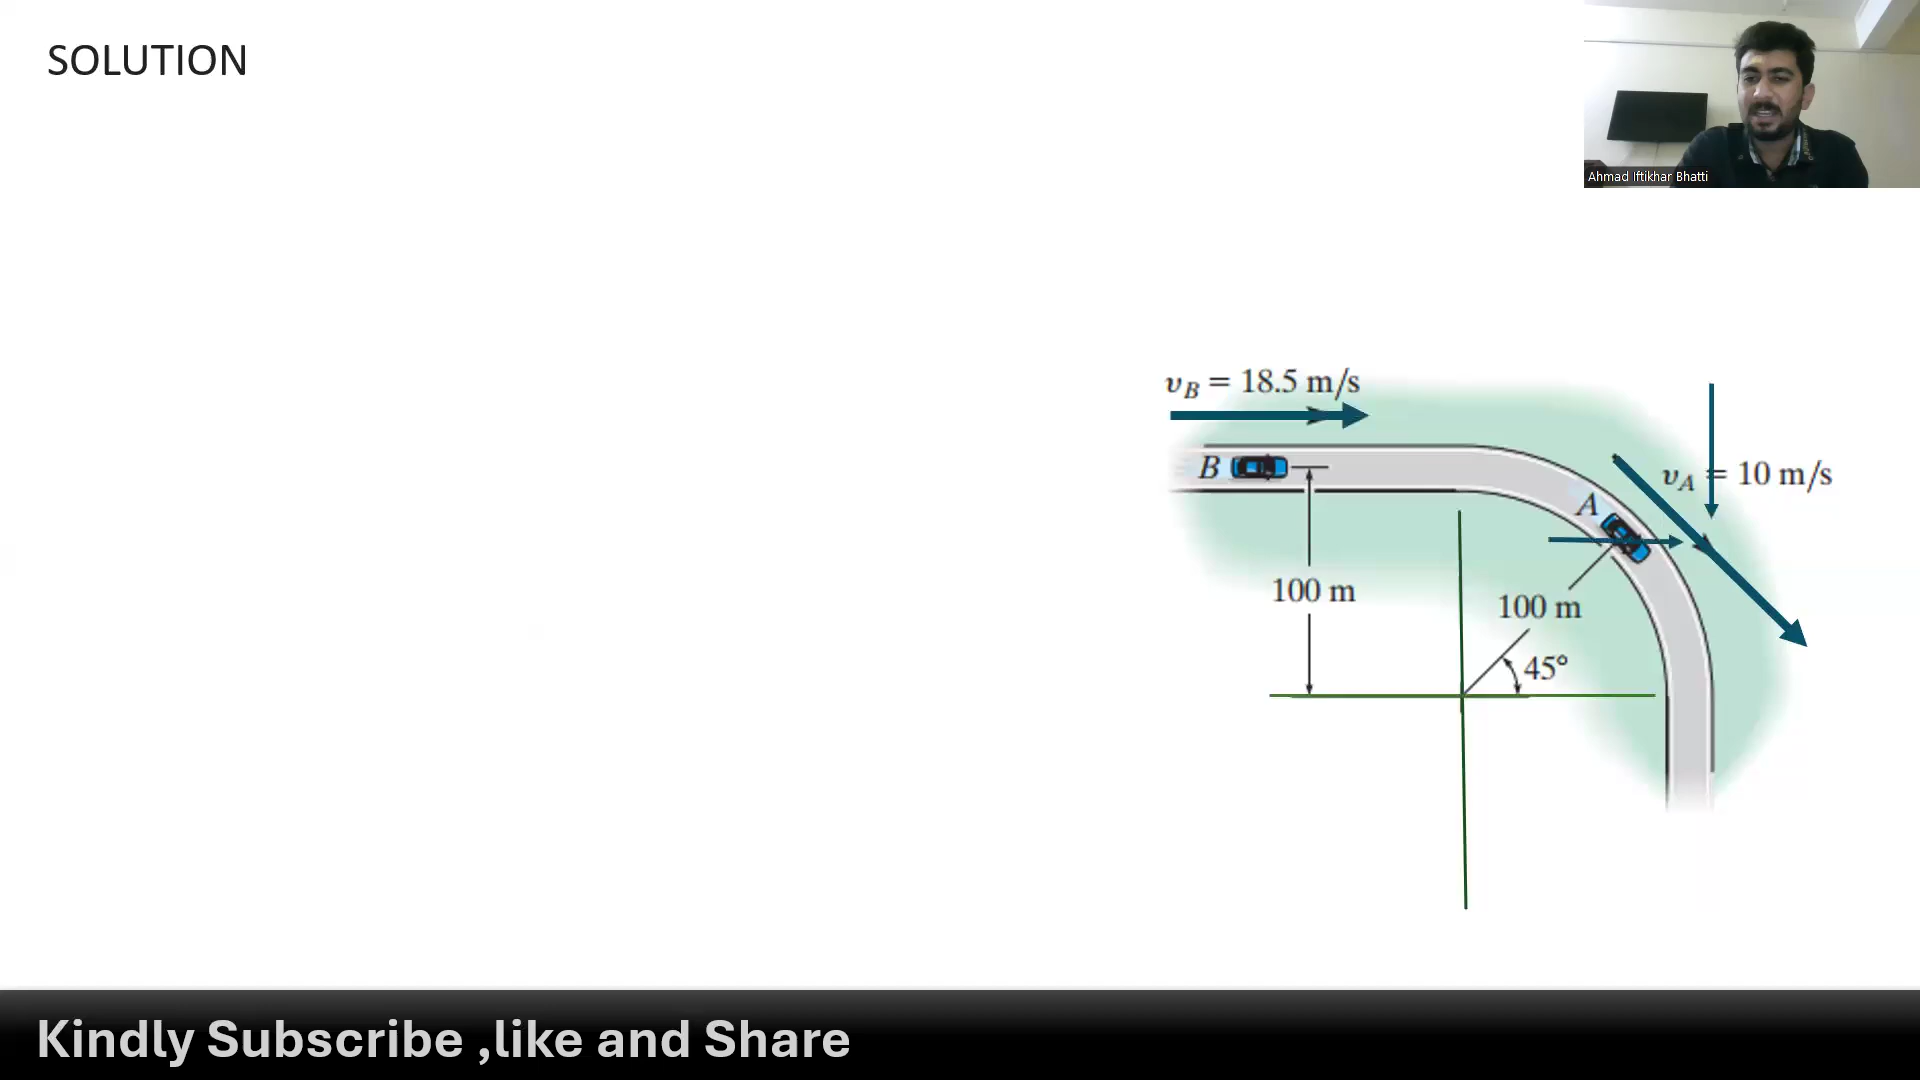 SOLUTION
Ahmad Iftikhar Bhatti
v_B = 18.5 m/s
v_A = 10 m/s
B
A
100 m
100 m
45°
Kindly Subscribe ,like and Share